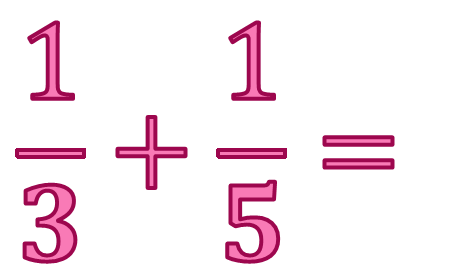 1/3 + 1/5 =